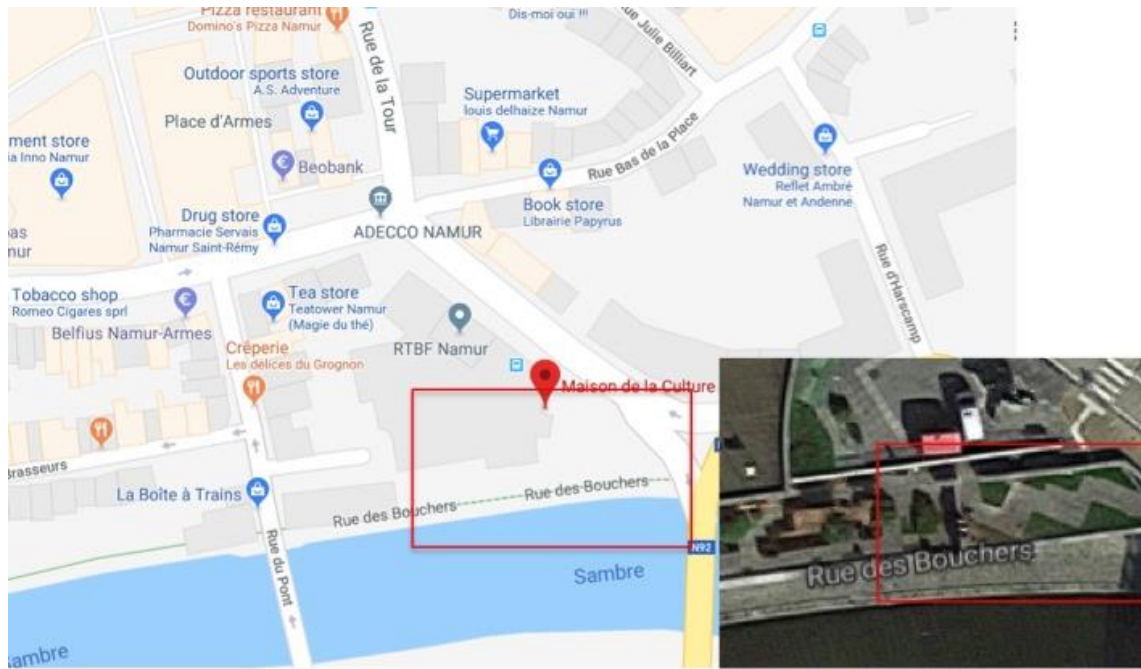 Pizza restaurant
Domino's Pizza Namur
Dis-moi oui !!!
Rue de la Tour
Rue Julie Billiart
Outdoor sports store
A.S. Adventure
Supermarket
louis delhaize Namur
Place d'Armes
ment store
ia Inno Namur
Beobank
Rue Bas de la Place
Wedding store
Reflet Ambré
Namur et Andenne
Drug store
Pharmacie Servais
Namur Saint-Rémy
ADECCO NAMUR
Book store
Librairie Papyrus
pas
mur
Rue d'Harscamp
Tobacco shop
Romeo Cigares sprl
Tea store
Teatower Namur
(Magie du thé)
Belfius Namur-Armes
RTBF Namur
Crêperie
Les délices du Grognon
Maison de la Culture
Brasseurs
La Boîte à Trains
Rue des Bouchers
Rue des Bouchers
Rue du Pont
N92
Sambre
Sambre
Rue des Bouchers